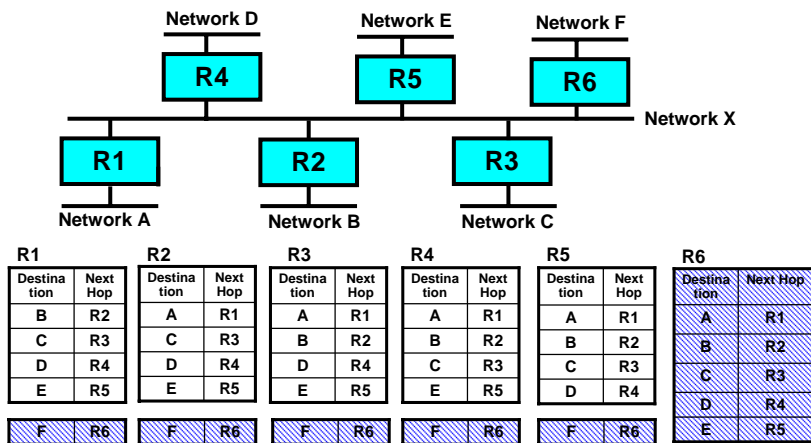 Network D
Network E
Network F
R4
R5
R6
Network X
R1
R2
R3
Network A
Network B
Network C
R1
Destina
tion
Next
Hop
B R2
C R3
D R4
E R5
F R6
R2
Destina
tion
Next
Hop
A R1
C R3
D R4
E R5
F R6
R3
Destina
tion
Next
Hop
A R1
B R2
D R4
E R5
F R6
R4
Destina
tion
Next
Hop
A R1
B R2
C R3
E R5
F R6
R5
Destina
tion
Next
Hop
A R1
B R2
C R3
D R4
F R6
R6
Destina
tion
Next Hop
A R1
B R2
C R3
D R4
E R5